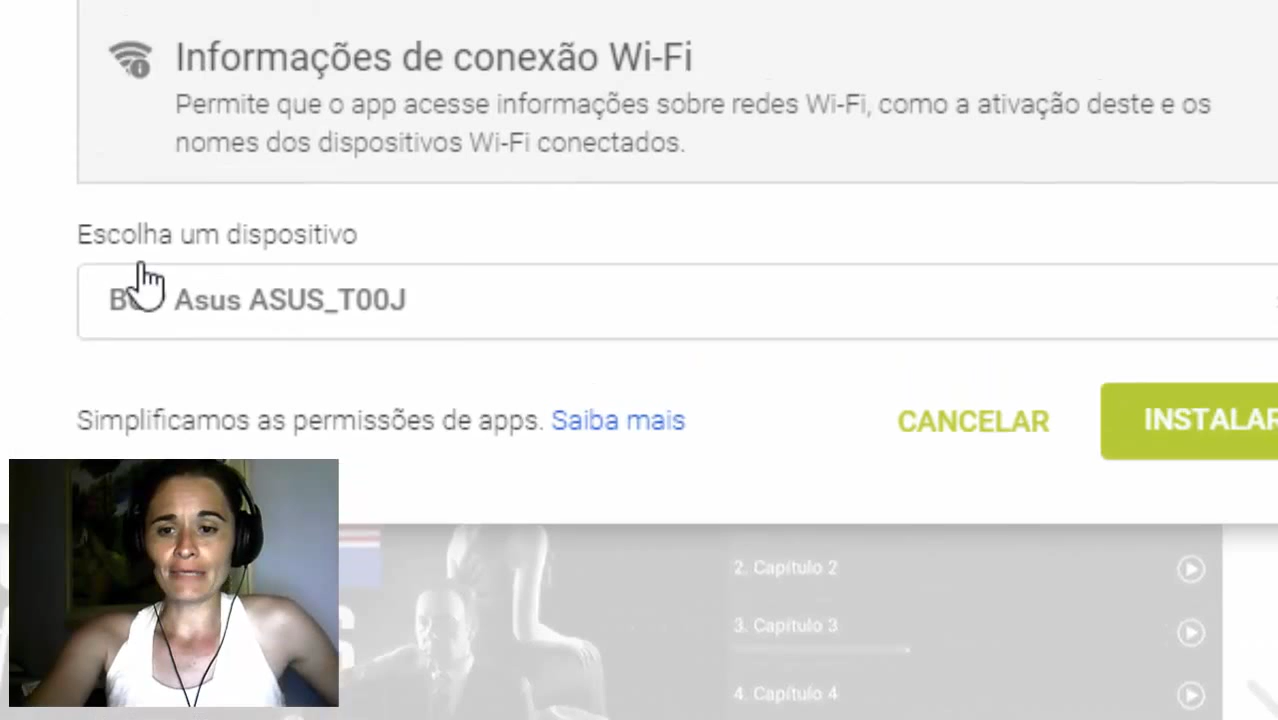 Informações de conexão Wi-Fi
Permite que o app acesse informações sobre redes Wi-Fi, como a ativação deste e os
nomes dos dispositivos Wi-Fi conectados.
Escolha um dispositivo
Asus ASUS_T00J
Simplificamos as permissões de apps. Saiba mais
CANCELAR
INSTALAR
2. Capítulo 2
3. Capítulo 3
4. Capítulo 4